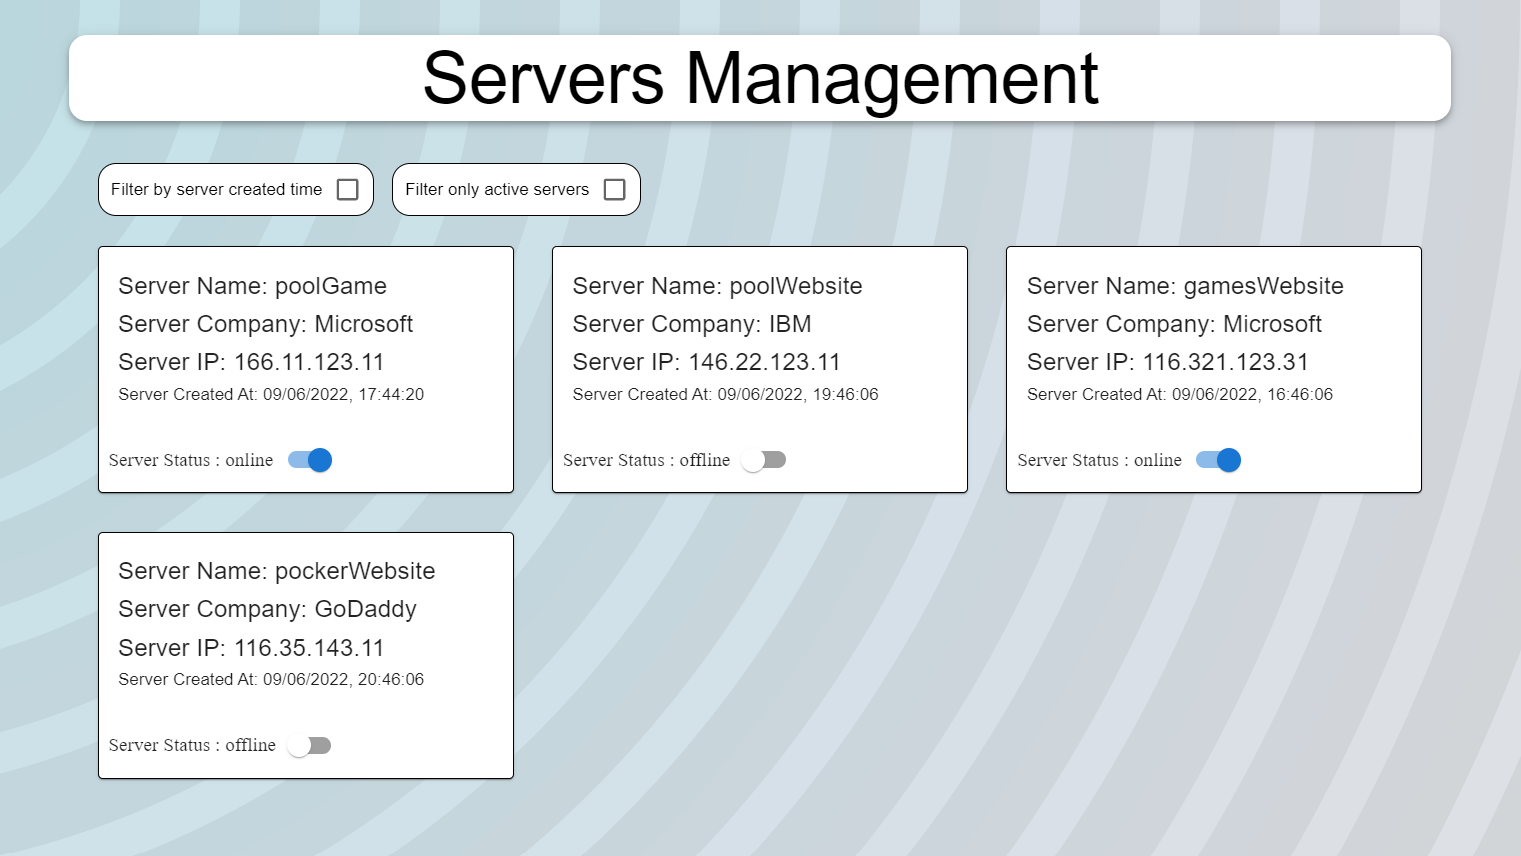 Servers Management
Filter by server created time
Filter only active servers
Server Name: poolGame
Server Company: Microsoft
Server IP: 166.11.123.11
Server Created At: 09/06/2022, 17:44:20
Server Status : online
Server Name: poolWebsite
Server Company: IBM
Server IP: 146.22.123.11
Server Created At: 09/06/2022, 19:46:06
Server Status : offline
Server Name: gamesWebsite
Server Company: Microsoft
Server IP: 116.321.123.31
Server Created At: 09/06/2022, 16:46:06
Server Status : online
Server Name: pockerWebsite
Server Company: GoDaddy
Server IP: 116.35.143.11
Server Created At: 09/06/2022, 20:46:06
Server Status : offline